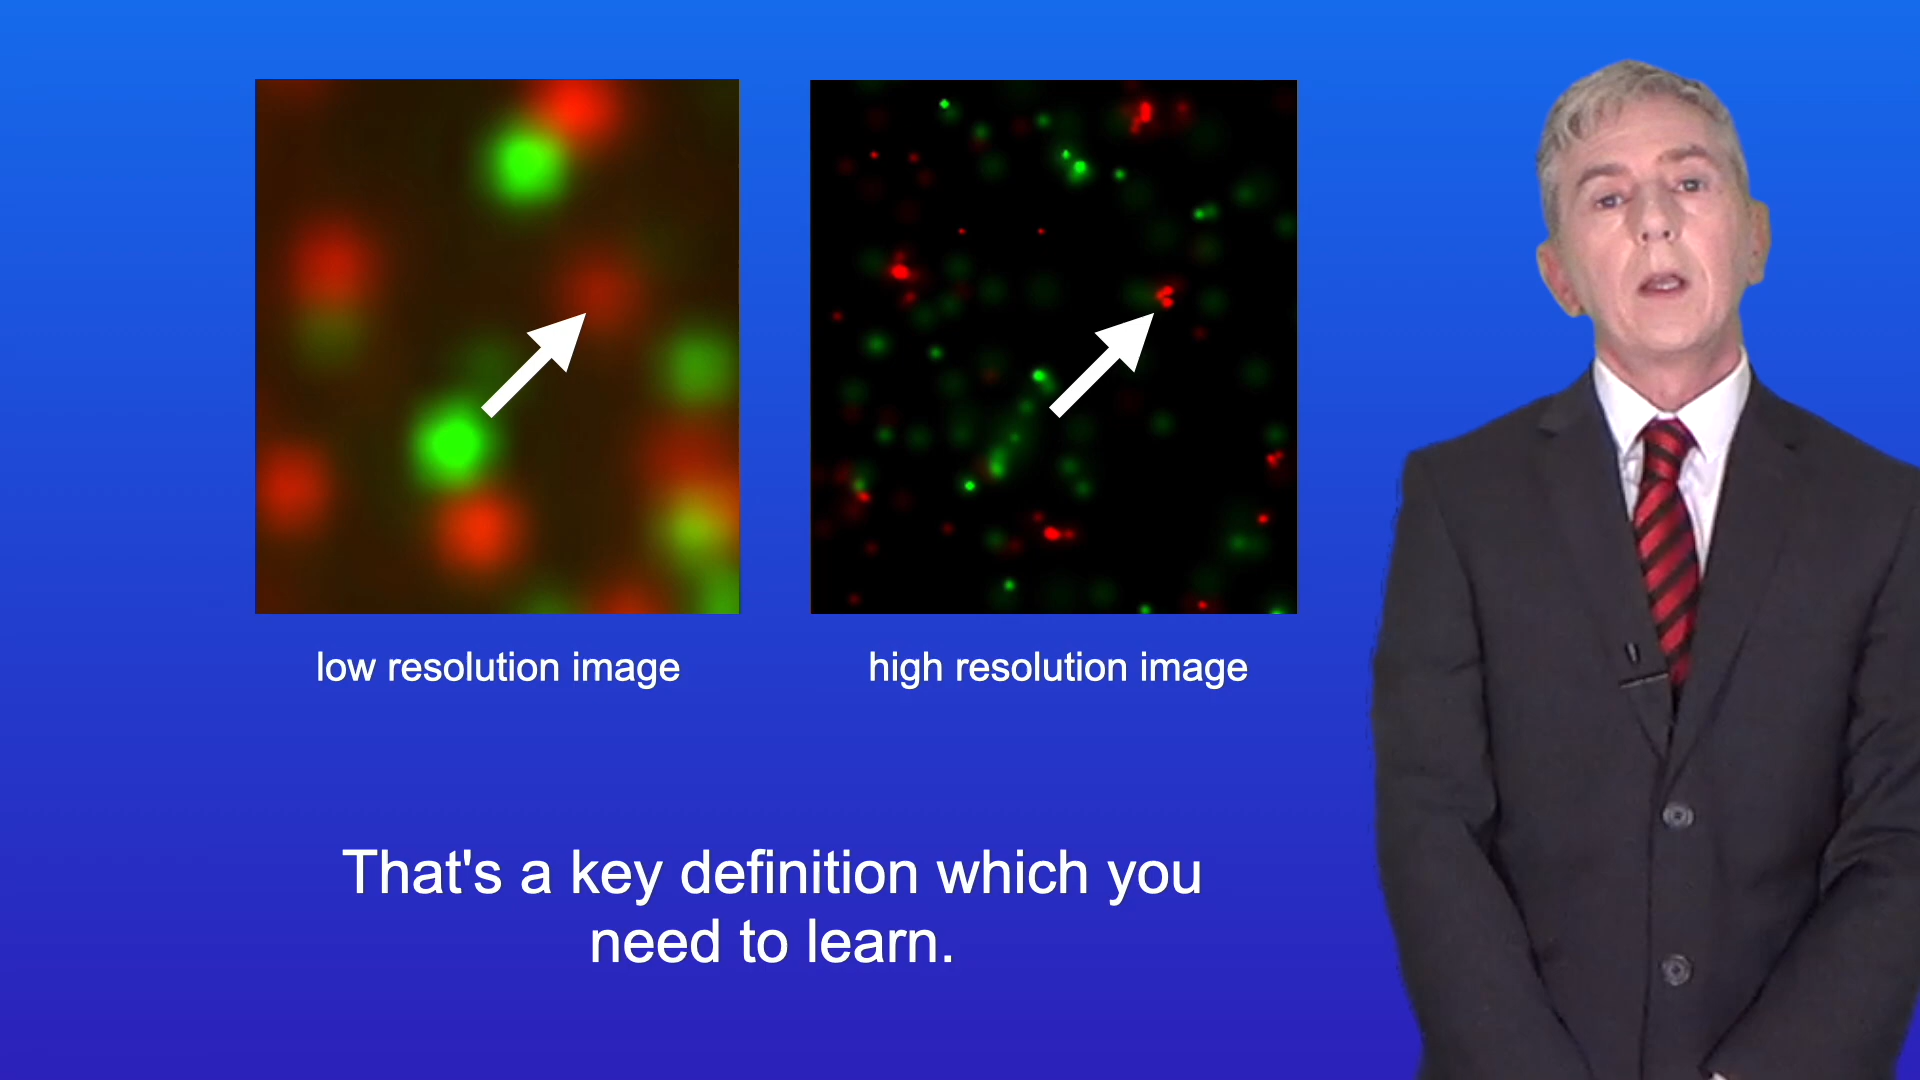 low resolution image
high resolution image
That's a key definition which you
need to learn.